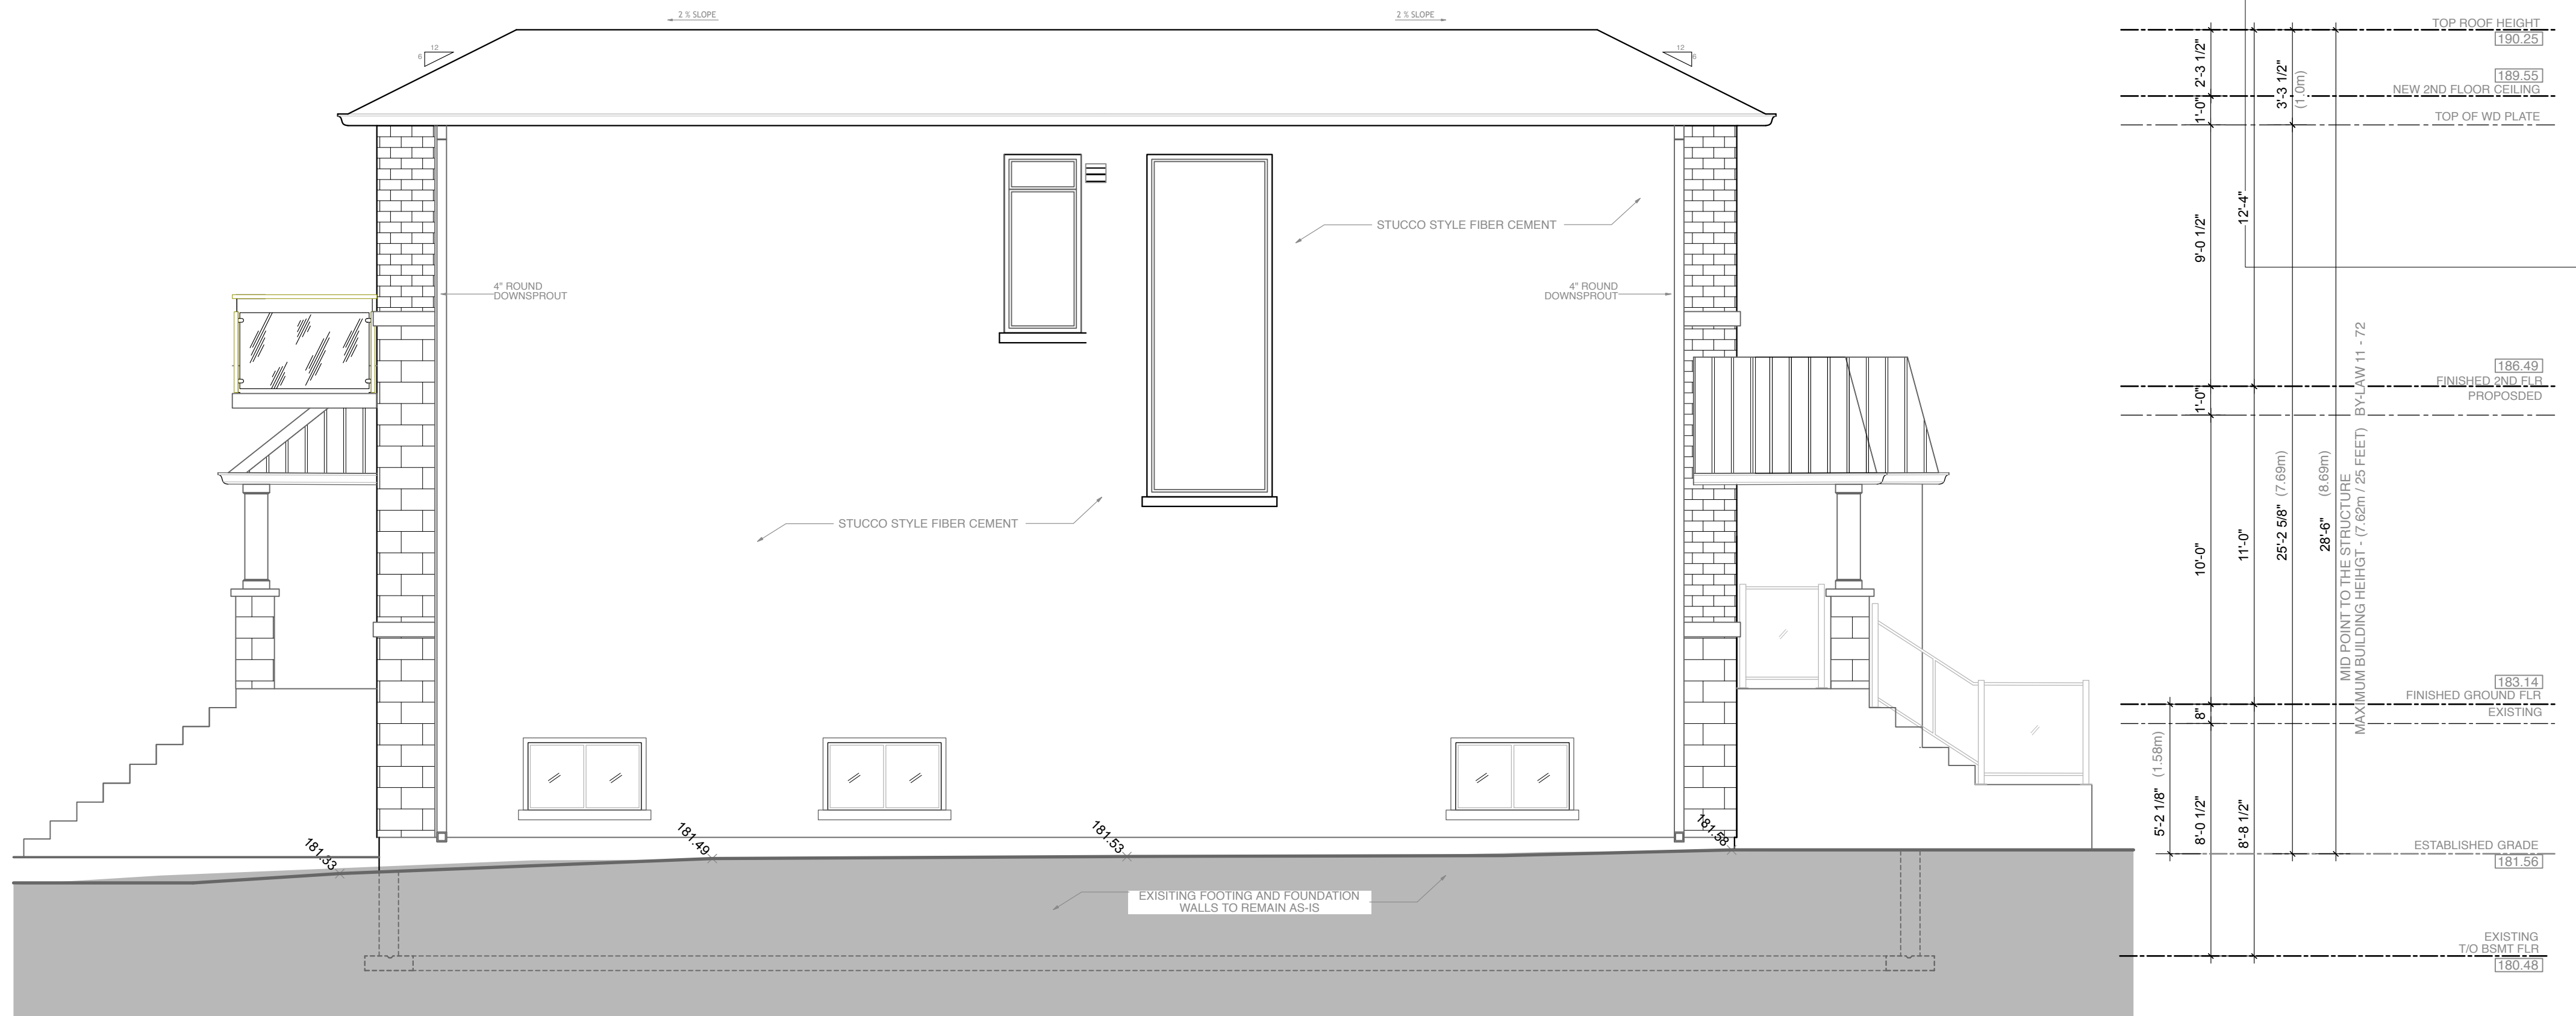 2 % SLOPE
2 % SLOPE
12
6
12
6
STUCCO STYLE FIBER CEMENT
4" ROUND
DOWNSPROUT
4" ROUND
DOWNSPROUT
STUCCO STYLE FIBER CEMENT
181.33
181.49
181.53
181.58
EXISITING FOOTING AND FOUNDATION
WALLS TO REMAIN AS-IS
TOP ROOF HEIGHT
190.25
189.55
NEW 2ND FLOOR CEILING
TOP OF WD PLATE
186.49
FINISHED 2ND FLR
PROPOSDED
183.14
FINISHED GROUND FLR
EXISTING
ESTABLISHED GRADE
181.56
EXISTING
T/O BSMT FLR
180.48
5'-2 1/8" (1.58m)
2'-3 1/2"
1'-0"
9'-0 1/2"
1'-0"
10'-0"
8"
8'-0 1/2"
12'-4"
11'-0"
8'-8 1/2"
3'-3 1/2"
(1.0m)
25'-2 5/8" (7.69m)
28'-6" (8.69m)
MID POINT TO THE STRUCTURE
MAXIMUM BUILDING HEIHGT - (7.62m / 25 FEET) BY-LAW 11 - 72